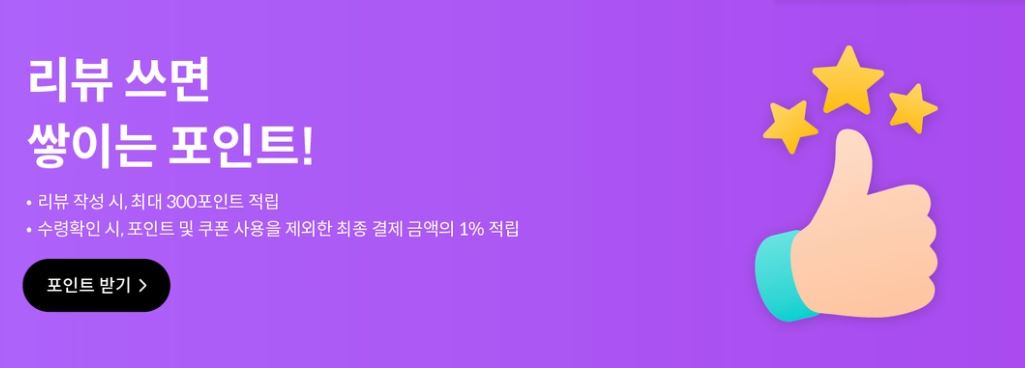 리뷰 쓰면
쌓이는 포인트!
• 리뷰 작성 시, 최대 300포인트 적립
• 수령확인 시, 포인트 및 쿠폰 사용을 제외한 최종 결제 금액의 1% 적립
포인트 받기 >